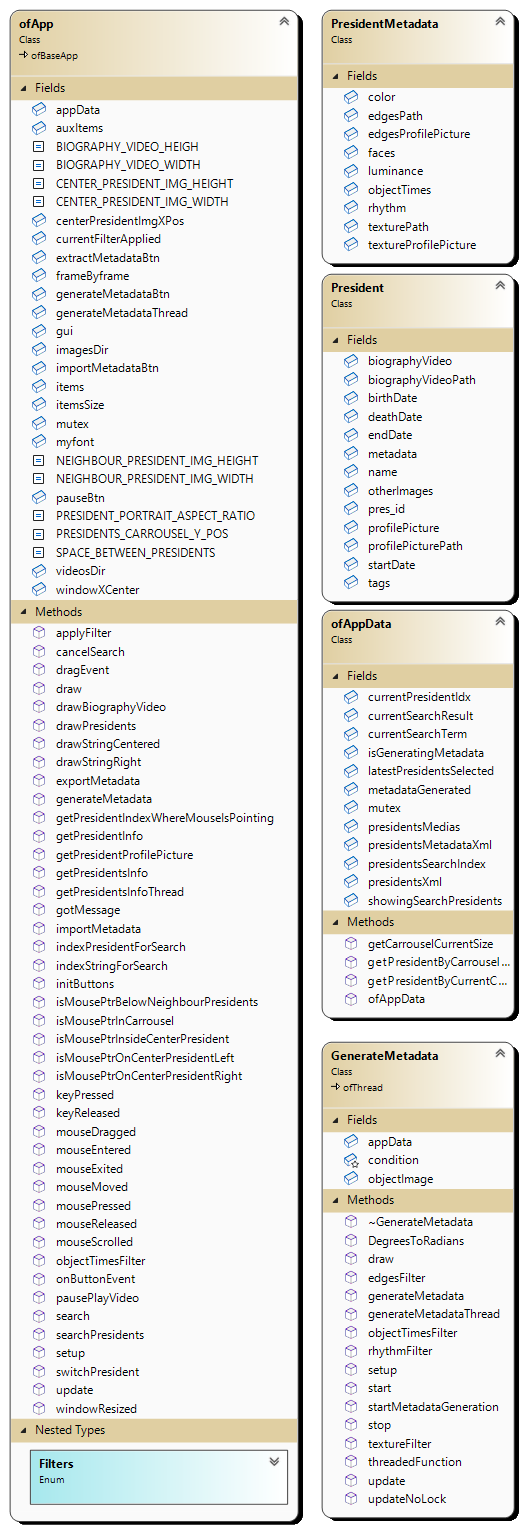 ofApp
Class
ofBaseApp
Fields
appData
auxItems
BIOGRAPHY_VIDEO_HEIGH
BIOGRAPHY_VIDEO_WIDTH
CENTER_PRESIDENT_IMG_HEIGHT
CENTER_PRESIDENT_IMG_WIDTH
centerPresidentImgXPos
currentFilterApplied
extractMetadataBtn
frameByframe
generateMetadataBtn
generateMetadataThread
gui
imagesDir
importMetadataBtn
items
itemsSize
mutex
myfont
NEIGHBOUR_PRESIDENT_IMG_HEIGHT
NEIGHBOUR_PRESIDENT_IMG_WIDTH
pauseBtn
PRESIDENT_PORTRAIT_ASPECT_RATIO
PRESIDENTS_CARROUSEL_Y_POS
SPACE_BETWEEN_PRESIDENTS
videosDir
windowXCenter
Methods
applyFilter
cancelSearch
dragEvent
draw
drawBiographyVideo
drawPresidents
drawStringCentered
drawStringRight
exportMetadata
generateMetadata
getPresidentIndexWhereMouseIsPointing
getPresidentInfo
getPresidentProfilePicture
getPresidentsInfo
getPresidentsInfoThread
gotMessage
importMetadata
indexPresidentForSearch
indexStringForSearch
initButtons
isMousePtrBelowNeighbourPresidents
isMousePtrInCarrousel
isMousePtrInsideCenterPresident
isMousePtrOnCenterPresidentLeft
isMousePtrOnCenterPresidentRight
keyPressed
keyReleased
mouseDragged
mouseEntered
mouseExited
mouseMoved
mousePressed
mouseReleased
mouseScrolled
objectTimesFilter
onButtonEvent
pausePlayVideo
search
searchPresidents
setup
switchPresident
update
windowResized
Nested Types
Filters
Enum
PresidentMetadata
Class
Fields
color
edgesPath
edgesProfilePicture
faces
luminance
objectTimes
rhythm
texturePath
textureProfilePicture
President
Class
Fields
biographyVideo
biographyVideoPath
birthDate
deathDate
endDate
metadata
name
otherImages
pres_id
profilePicture
profilePicturePath
startDate
tags
ofAppData
Class
Fields
currentPresidentIdx
currentSearchResult
currentSearchTerm
isGeneratingMetadata
latestPresidentsSelected
metadataGenerated
mutex
presidentsMedias
presidentsMetadataXml
presidentsSearchIndex
presidentsXml
showingSearchPresidents
Methods
getCarrouselCurrentSize
getPresidentByCarrousel...
getPresidentByCurrentC...
ofAppData
GenerateMetadata
Class
ofThread
Fields
appData
condition
objectImage
Methods
~GenerateMetadata
DegreesToRadians
draw
edgesFilter
generateMetadata
generateMetadataThread
objectTimesFilter
rhythmFilter
setup
start
startMetadataGeneration
stop
textureFilter
threadedFunction
update
updateNoLock